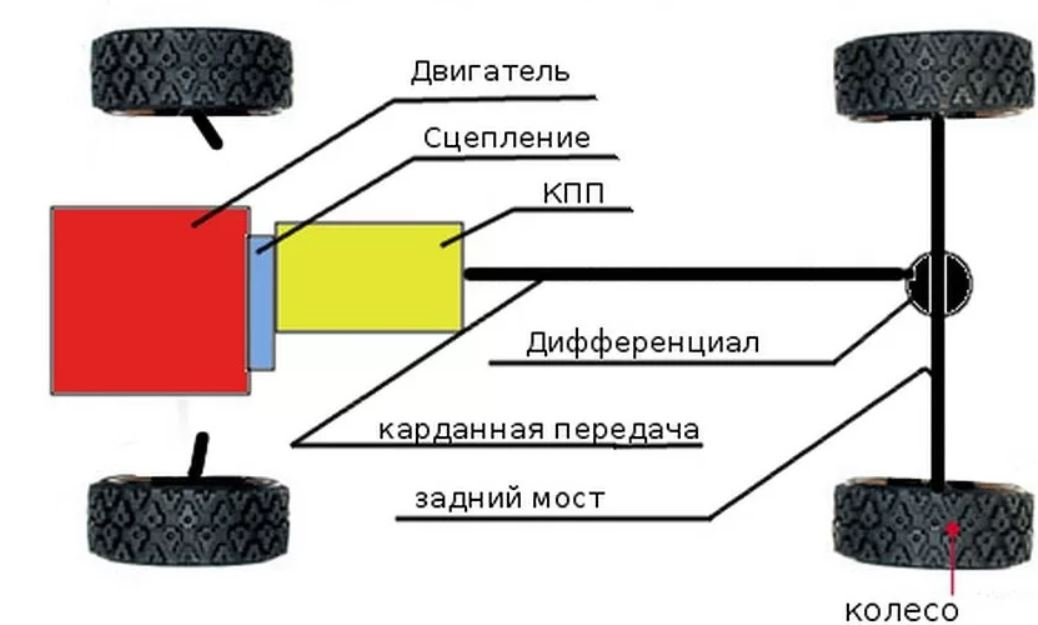 Двигатель
Сцепление
КПП
Дифференциал
карданная передача
задний мост
колесо